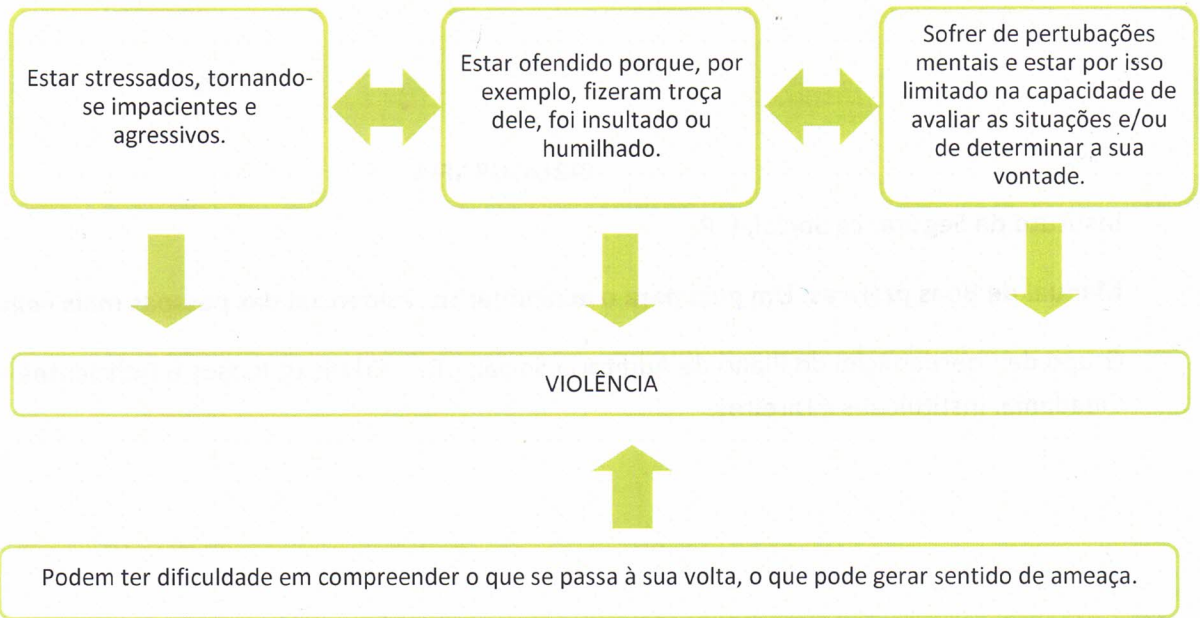 Estar stressados, tornando-
se impacientes e
agressivos.
Estar ofendido porque, por
exemplo, fizeram troça
dele, foi insultado ou
humilhado.
Sofrer de pertubações
mentais e estar por isso
limitado na capacidade de
avaliar as situações e/ou
de determinar a sua
vontade.
VIOLÊNCIA
Podem ter dificuldade em compreender o que se passa à sua volta, o que pode gerar sentido de ameaça.